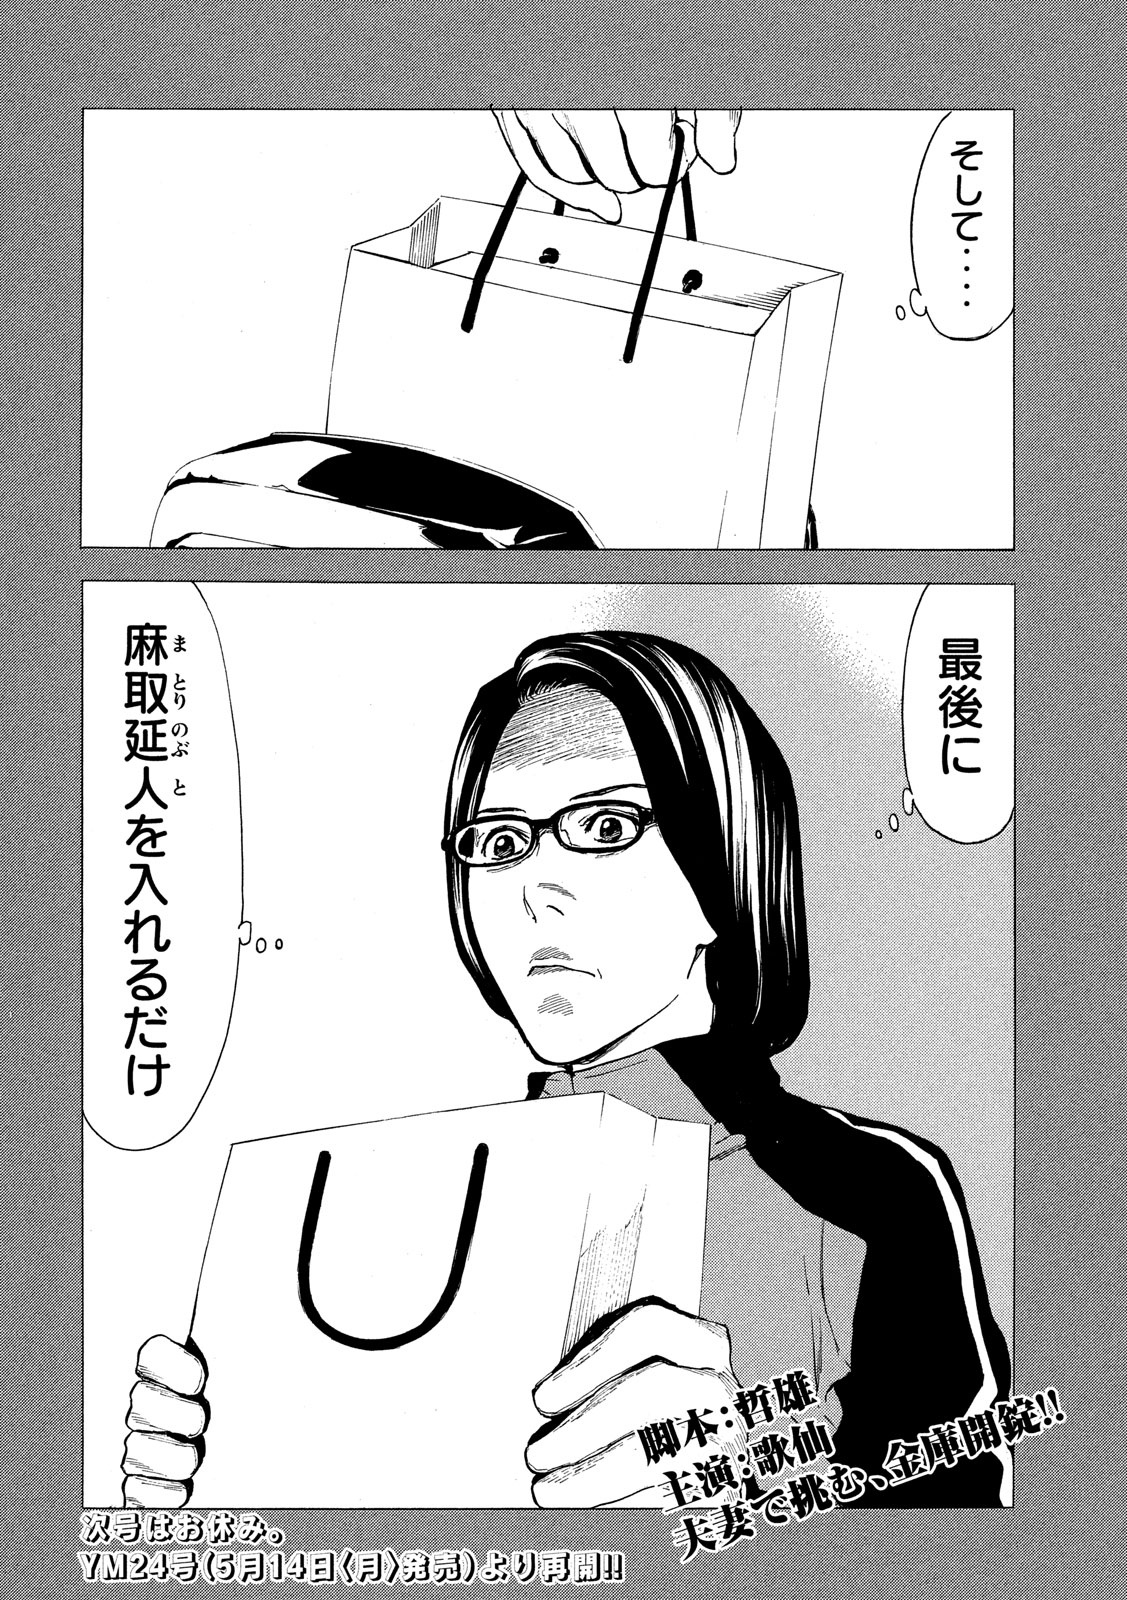 そして‥‥‥
最後に
麻取延人を入れるだけ
まとりのぶと
脚本：哲雄
主演：歌仙
夫妻で挑む、金庫開錠!!
次号はお休み。
YM24号（5月14日〈月〉発売）より再開!!